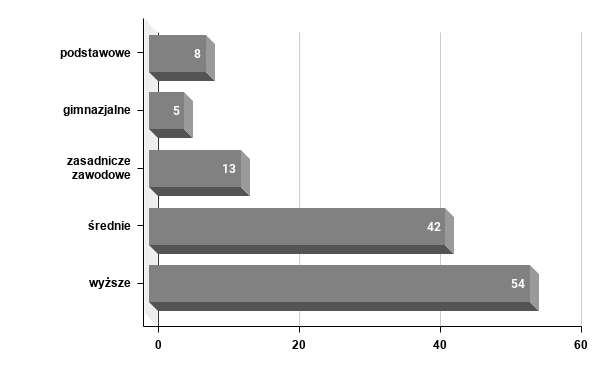 podstawowe
8
gimnazjalne
5
zasadnicze
zawodowe
13
średnie
42
wyższe
54
0 20 40 60